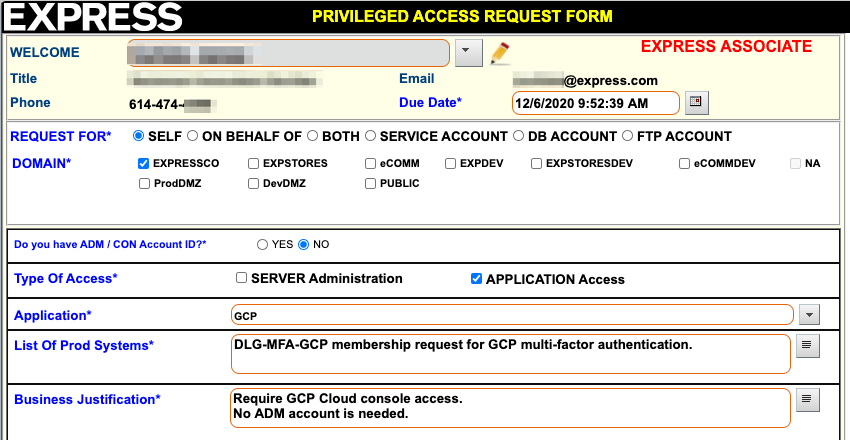 EXPRESS
PRIVILEGED ACCESS REQUEST FORM
WELCOME
EXPRESS ASSOCIATE
Title
Email @express.com
Phone 614-474-
Due Date* 12/6/2020 9:52:39 AM
REQUEST FOR* SELF ON BEHALF OF BOTH SERVICE ACCOUNT DB ACCOUNT FTP ACCOUNT
DOMAIN* EXPRESSCO EXPSTORES eCOMM EXPDEV EXPSTORESDEV eCOMMDEV NA
ProdDMZ DevDMZ PUBLIC
Do you have ADM / CON Account ID?* YES NO
Type Of Access* SERVER Administration APPLICATION Access
Application* GCP
List Of Prod Systems* DLG-MFA-GCP membership request for GCP multi-factor authentication.
Business Justification* Require GCP Cloud console access.
No ADM account is needed.